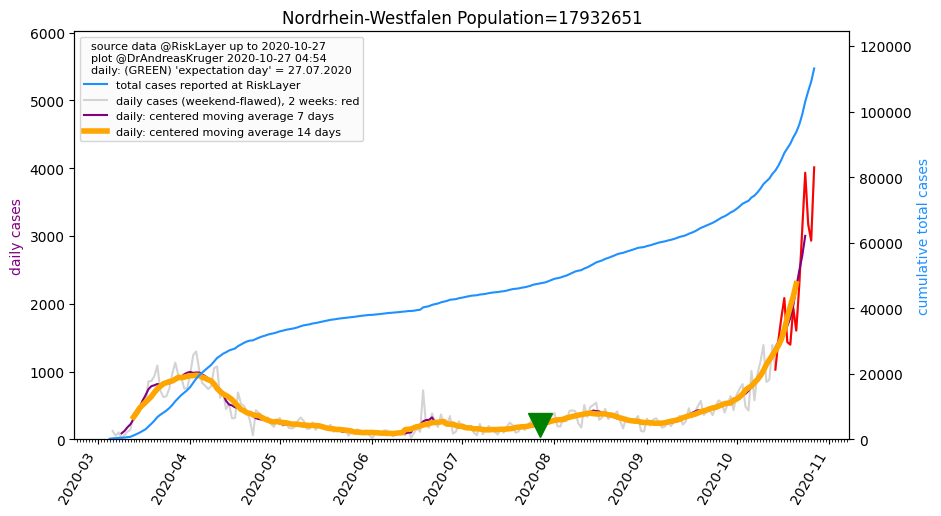 Nordrhein-Westfalen Population=17932651
source data @RiskLayer up to 2020-10-27
plot @DrAndreasKruger 2020-10-27 04:54
daily: (GREEN) 'expectation day' = 27.07.2020
total cases reported at RiskLayer
daily cases (weekend-flawed), 2 weeks: red
daily: centered moving average 7 days
daily: centered moving average 14 days
daily cases
6000
5000
4000
3000
2000
1000
0
cumulative total cases
120000
100000
80000
60000
40000
20000
0
2020-03
2020-04
2020-05
2020-06
2020-07
2020-08
2020-09
2020-10
2020-11